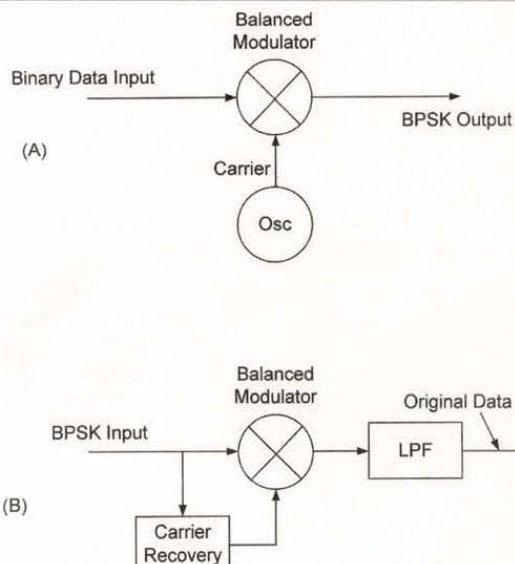 Balanced
Modulator
Binary Data Input
BPSK Output
(A)
Carrier
Osc
Balanced
Modulator
Original Data
BPSK Input
LPF
(B)
Carrier
Recovery